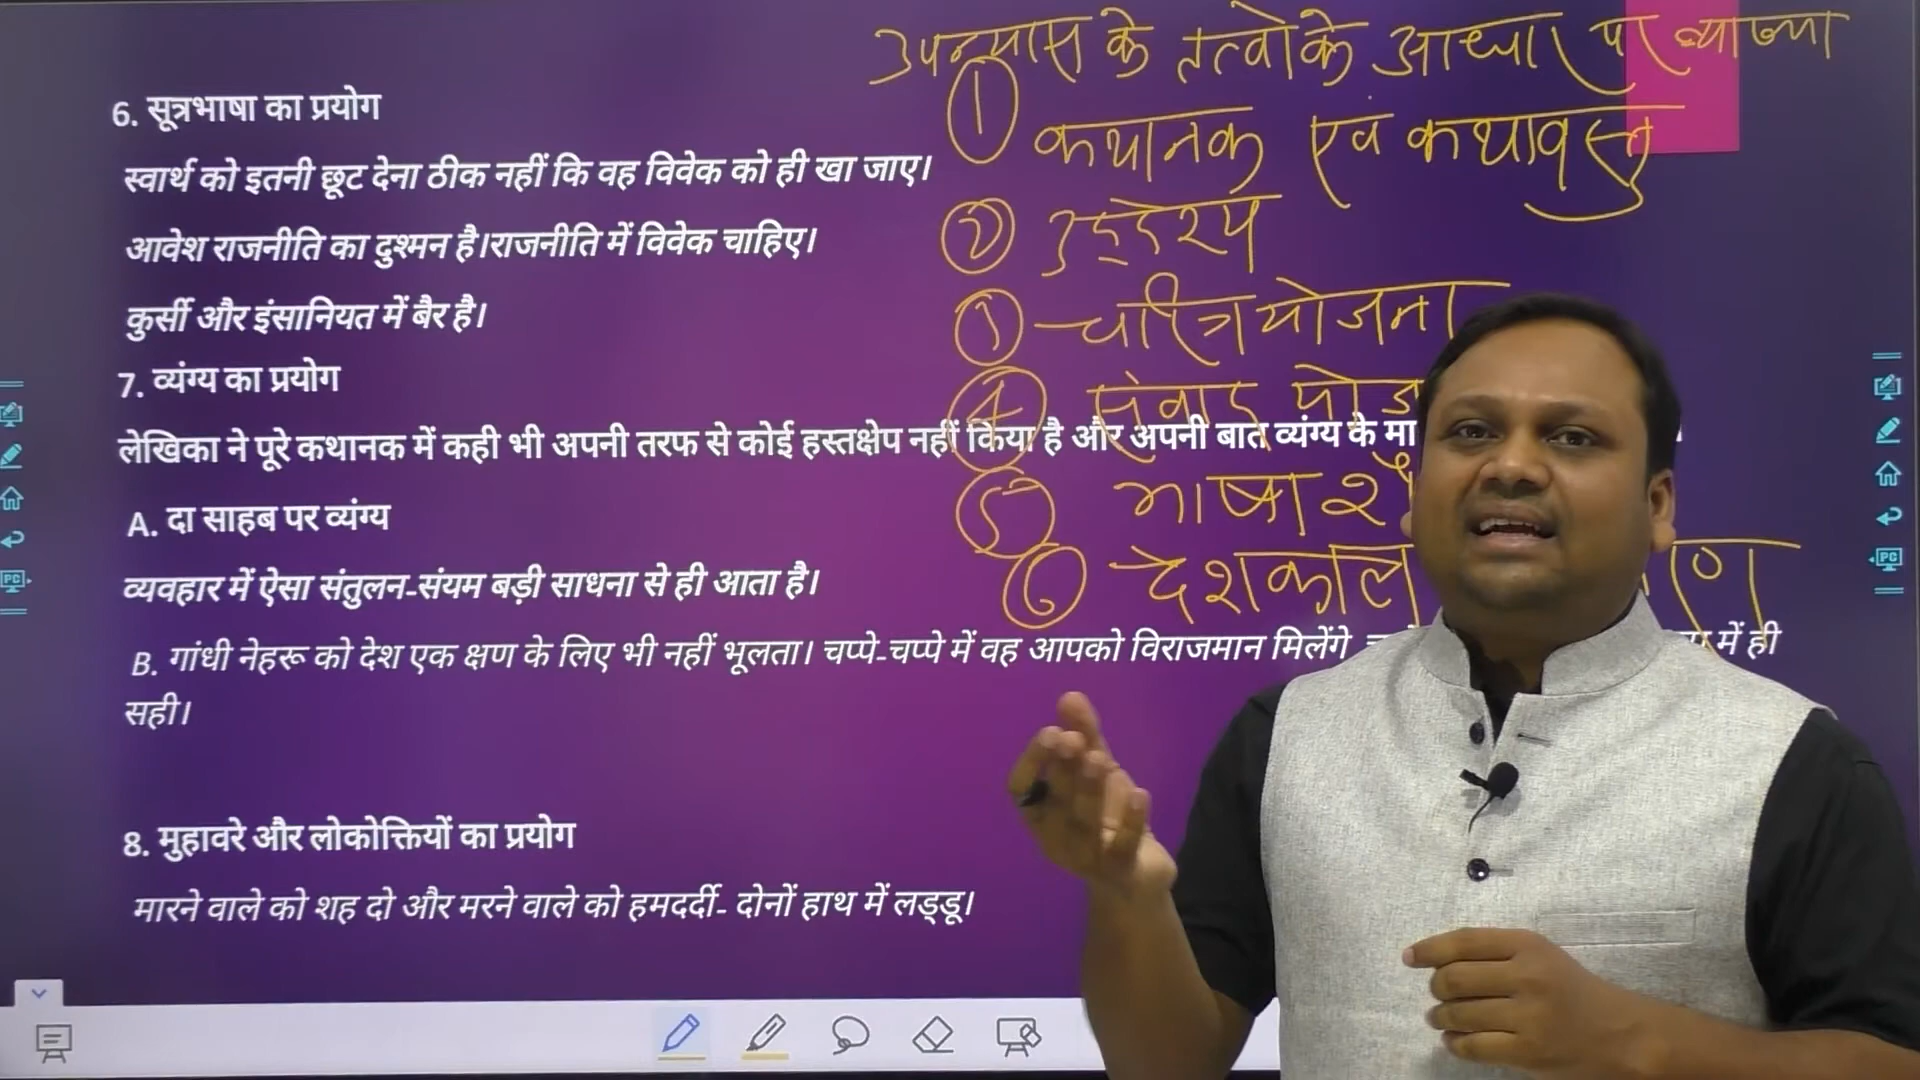 उपन्यास के तत्वो के आधार पर व्याख्या
① कथानक एवं कथावस्तु
② उद्देश्य
③ चरित्र योजना
④ संवाद
⑤ भाषा
⑥ देशकाल
6. सूत्रभाषा का प्रयोग
स्वार्थ को इतनी छूट देना ठीक नहीं कि वह विवेक को ही खा जाए।
आवेश राजनीति का दुश्मन है।राजनीति में विवेक चाहिए।
कुर्सी और इंसानियत में बैर है।
7. व्यंग्य का प्रयोग
लेखिका ने पूरे कथानक में कही भी अपनी तरफ से कोई हस्तक्षेप नहीं किया है और अपनी बात व्यंग्य के
A. दा साहब पर व्यंग्य
व्यवहार में ऐसा संतुलन-संयम बड़ी साधना से ही आता है।
B. गांधी नेहरू को देश एक क्षण के लिए भी नहीं भूलता। चप्पे-चप्पे में वह आपको विराजमान मिलेंगे में ही
सही।
8. मुहावरे और लोकोक्तियों का प्रयोग
मारने वाले को शह दो और मरने वाले को हमदर्दी- दोनों हाथ में लड्डू।
PC
PC